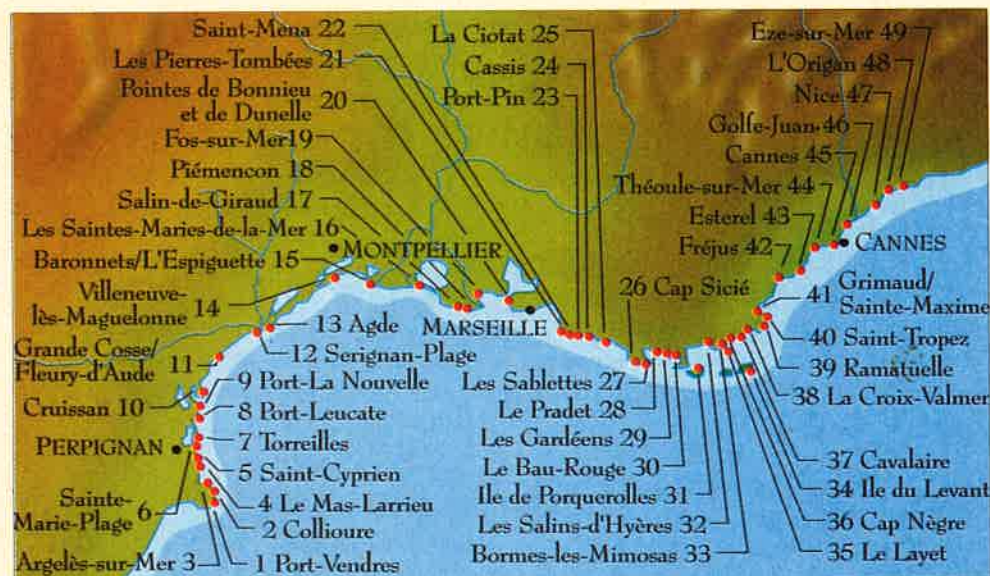 Saint-Ména 22
Les Pierres-Tombées 21
Pointes de Bonnieu
et de Dunelle 20
Fos-sur-Mer 19
Piémencon 18
Salin-de-Giraud 17
Les Saintes-Maries-de-la-Mer 16
MONTPELLIER
Baronnets/L'Espiguette 15
Villeneuve-
lès-Maguelonne 14
Grande Cosse/
Fleury-d'Aude 11
Cruissan 10
PERPIGNAN
Sainte-
Marie-Plage 6
Argelès-sur-Mer 3
13 Agde
12 Serignan-Plage
9 Port-La Nouvelle
8 Port-Leucate
7 Torreilles
5 Saint-Cyprien
4 Le Mas-Larrieu
2 Collioure
1 Port-Vendres
La Ciotat 25
Cassis 24
Port-Pin 23
MARSEILLE
26 Cap Sicié
Les Sablettes 27
Le Pradet 28
Les Gardéens 29
Le Bau-Rouge 30
Ile de Porquerolles 31
Les Salins-d'Hyères 32
Bormes-les-Mimosas 33
Eze-sur-Mer 49
L'Origan 48
Nice 47
Golfe-Juan 46
Cannes 45
Théoule-sur-Mer 44
Esterel 43
Fréjus 42
CANNES
41 Grimaud/
Sainte-Maxime
40 Saint-Tropez
39 Ramatuelle
38 La Croix-Valmer
37 Cavalaire
34 Ile du Levant
36 Cap Nègre
35 Le Layet